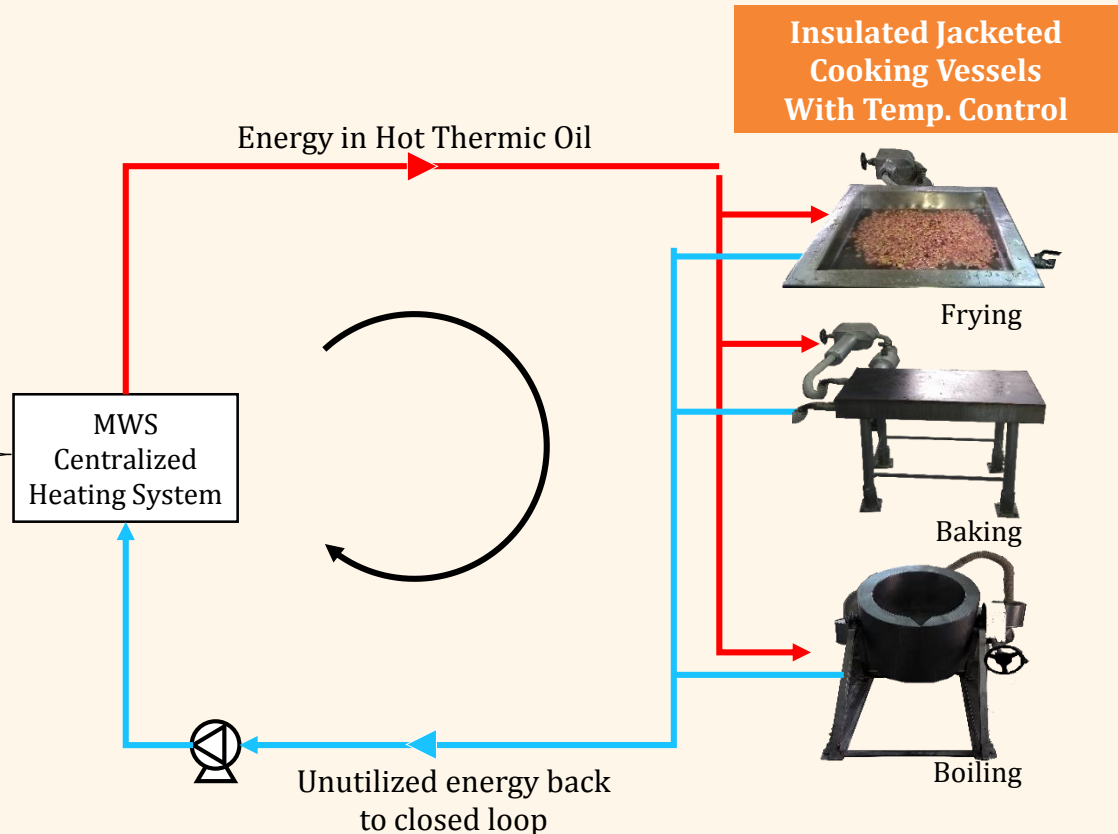 Insulated Jacketed
Cooking Vessels
With Temp. Control
Energy in Hot Thermic Oil
Frying
MWS
Centralized
Heating System
Baking
Boiling
Unutilized energy back
to closed loop